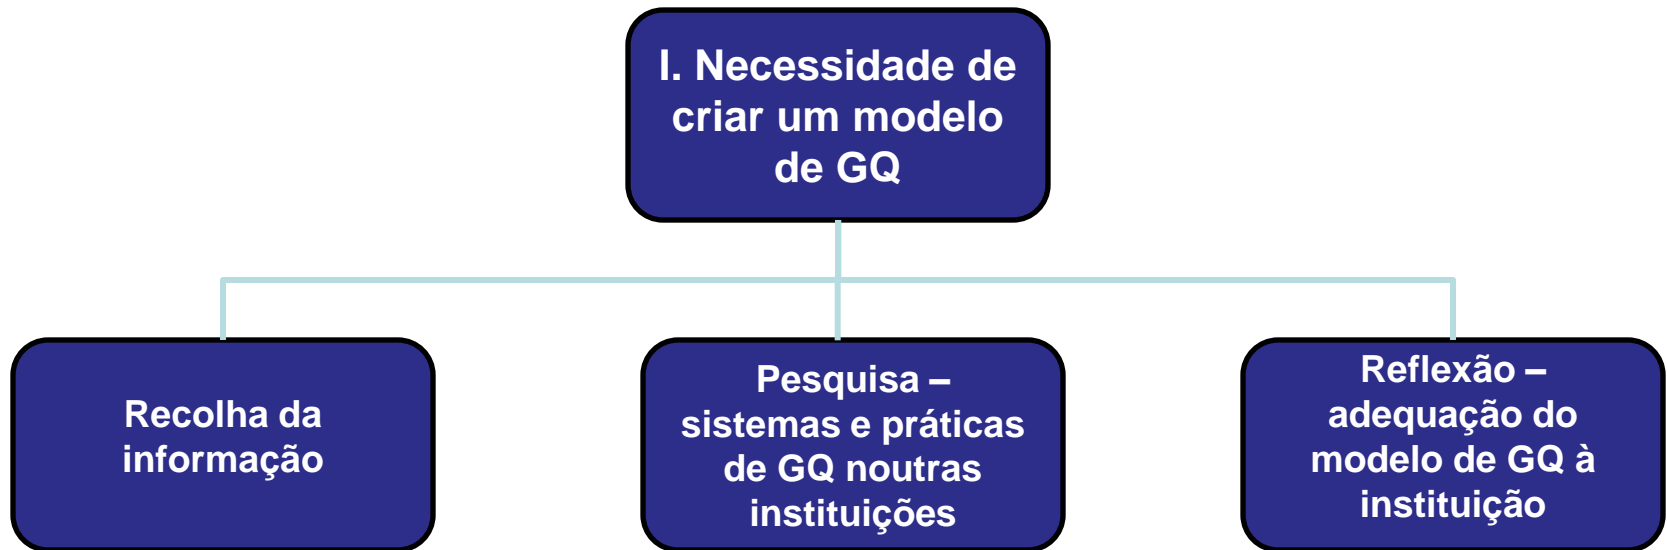 I. Necessidade de
criar um modelo
de GQ
Recolha da
informação
Pesquisa –
sistemas e práticas
de GQ noutras
instituições
Reflexão –
adequação do
modelo de GQ à
instituição